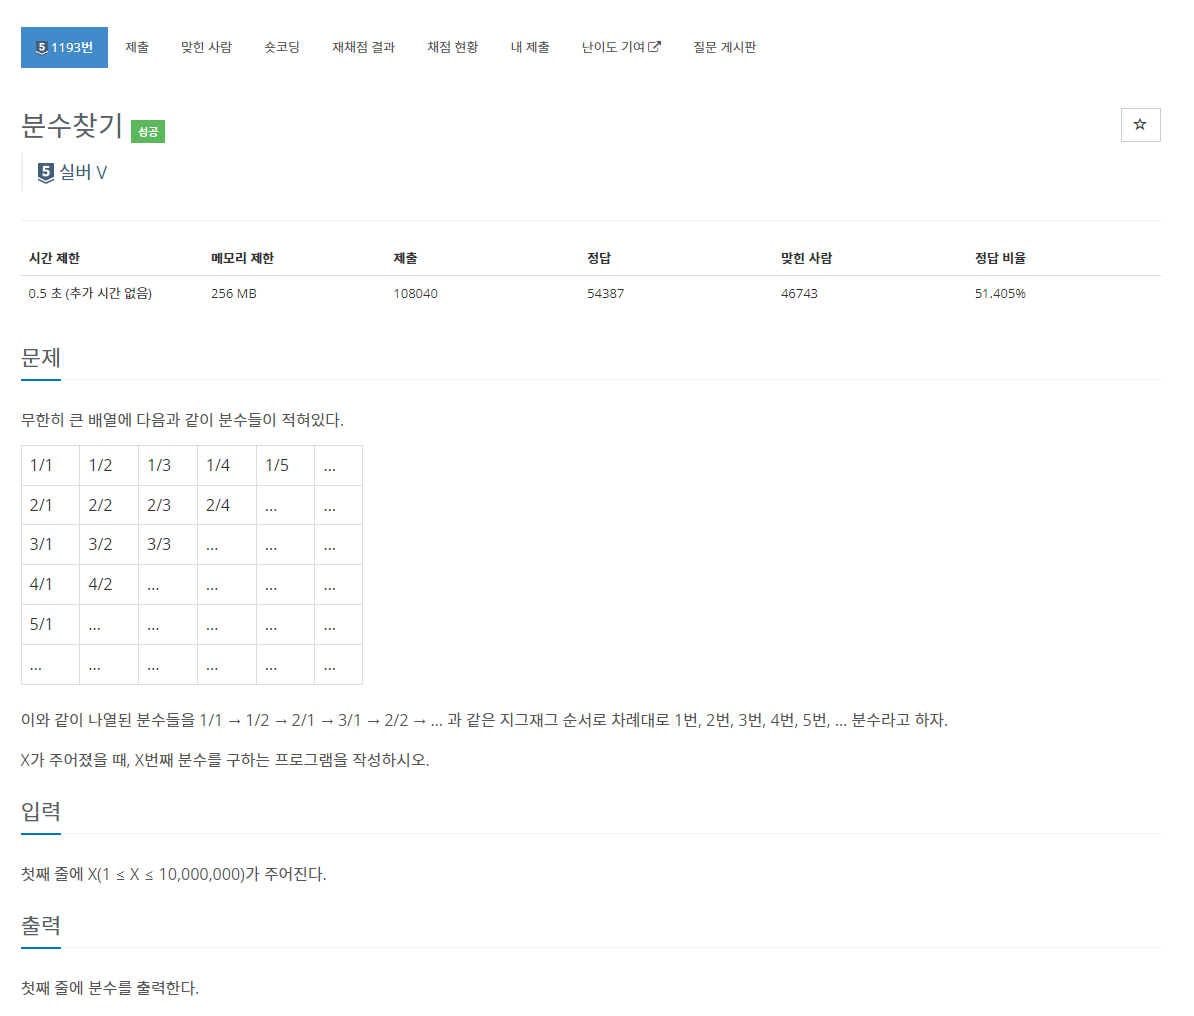 5 1193번 제출 맞힌 사람 숏코딩 재채점 결과 채점 현황 내 제출 난이도 기여 질문 게시판
분수찾기 성공
5 실버 V
시간 제한 메모리 제한 제출 정답 맞힌 사람 정답 비율
0.5 초 (추가 시간 없음) 256 MB 108040 54387 46743 51.405%
문제
무한히 큰 배열에 다음과 같이 분수들이 적혀있다.
1/1 1/2 1/3 1/4 1/5 ...
2/1 2/2 2/3 2/4 ... ...
3/1 3/2 3/3 ... ... ...
4/1 4/2 ... ... ... ...
5/1 ... ... ... ... ...
... ... ... ... ... ...
이와 같이 나열된 분수들을 1/1 → 1/2 → 2/1 → 3/1 → 2/2 → ... 과 같은 지그재그 순서로 차례대로 1번, 2번, 3번, 4번, 5번, ... 분수라고 하자.
X가 주어졌을 때, X번째 분수를 구하는 프로그램을 작성하시오.
입력
첫째 줄에 X(1 ≤ X ≤ 10,000,000)가 주어진다.
출력
첫째 줄에 분수를 출력한다.